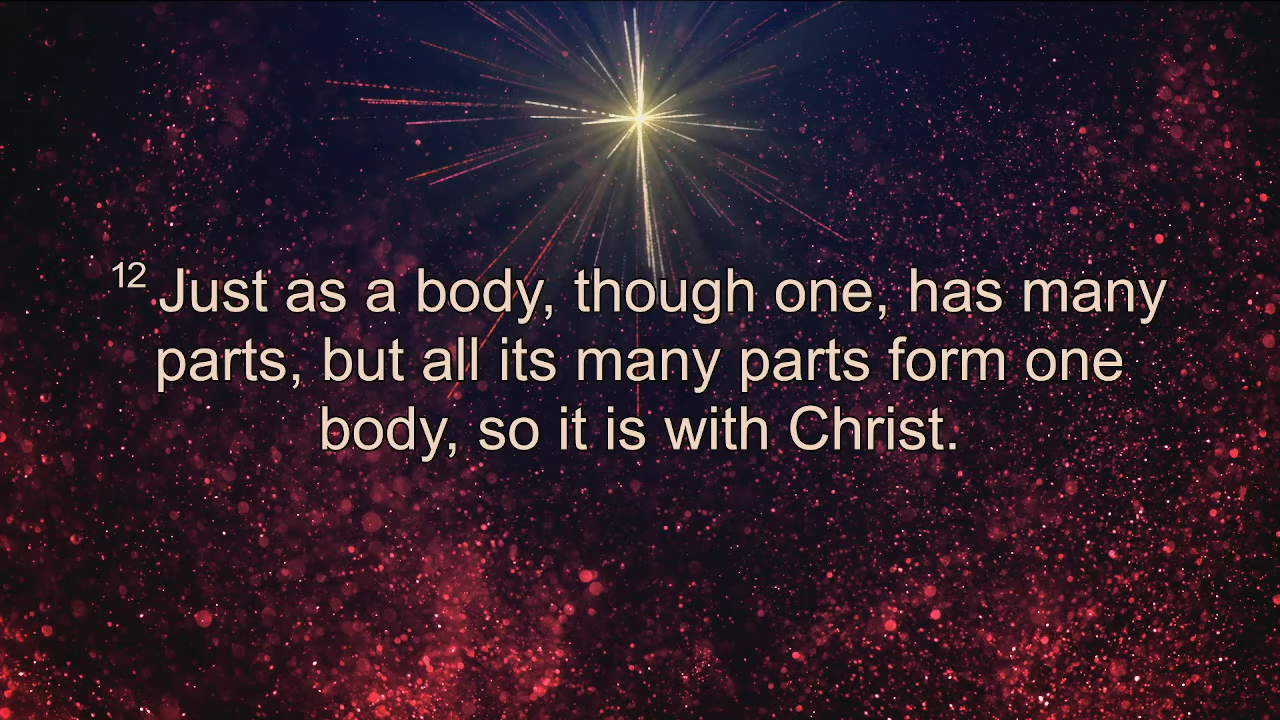 12 Just as a body, though one, has many
parts, but all its many parts form one
body, so it is with Christ.